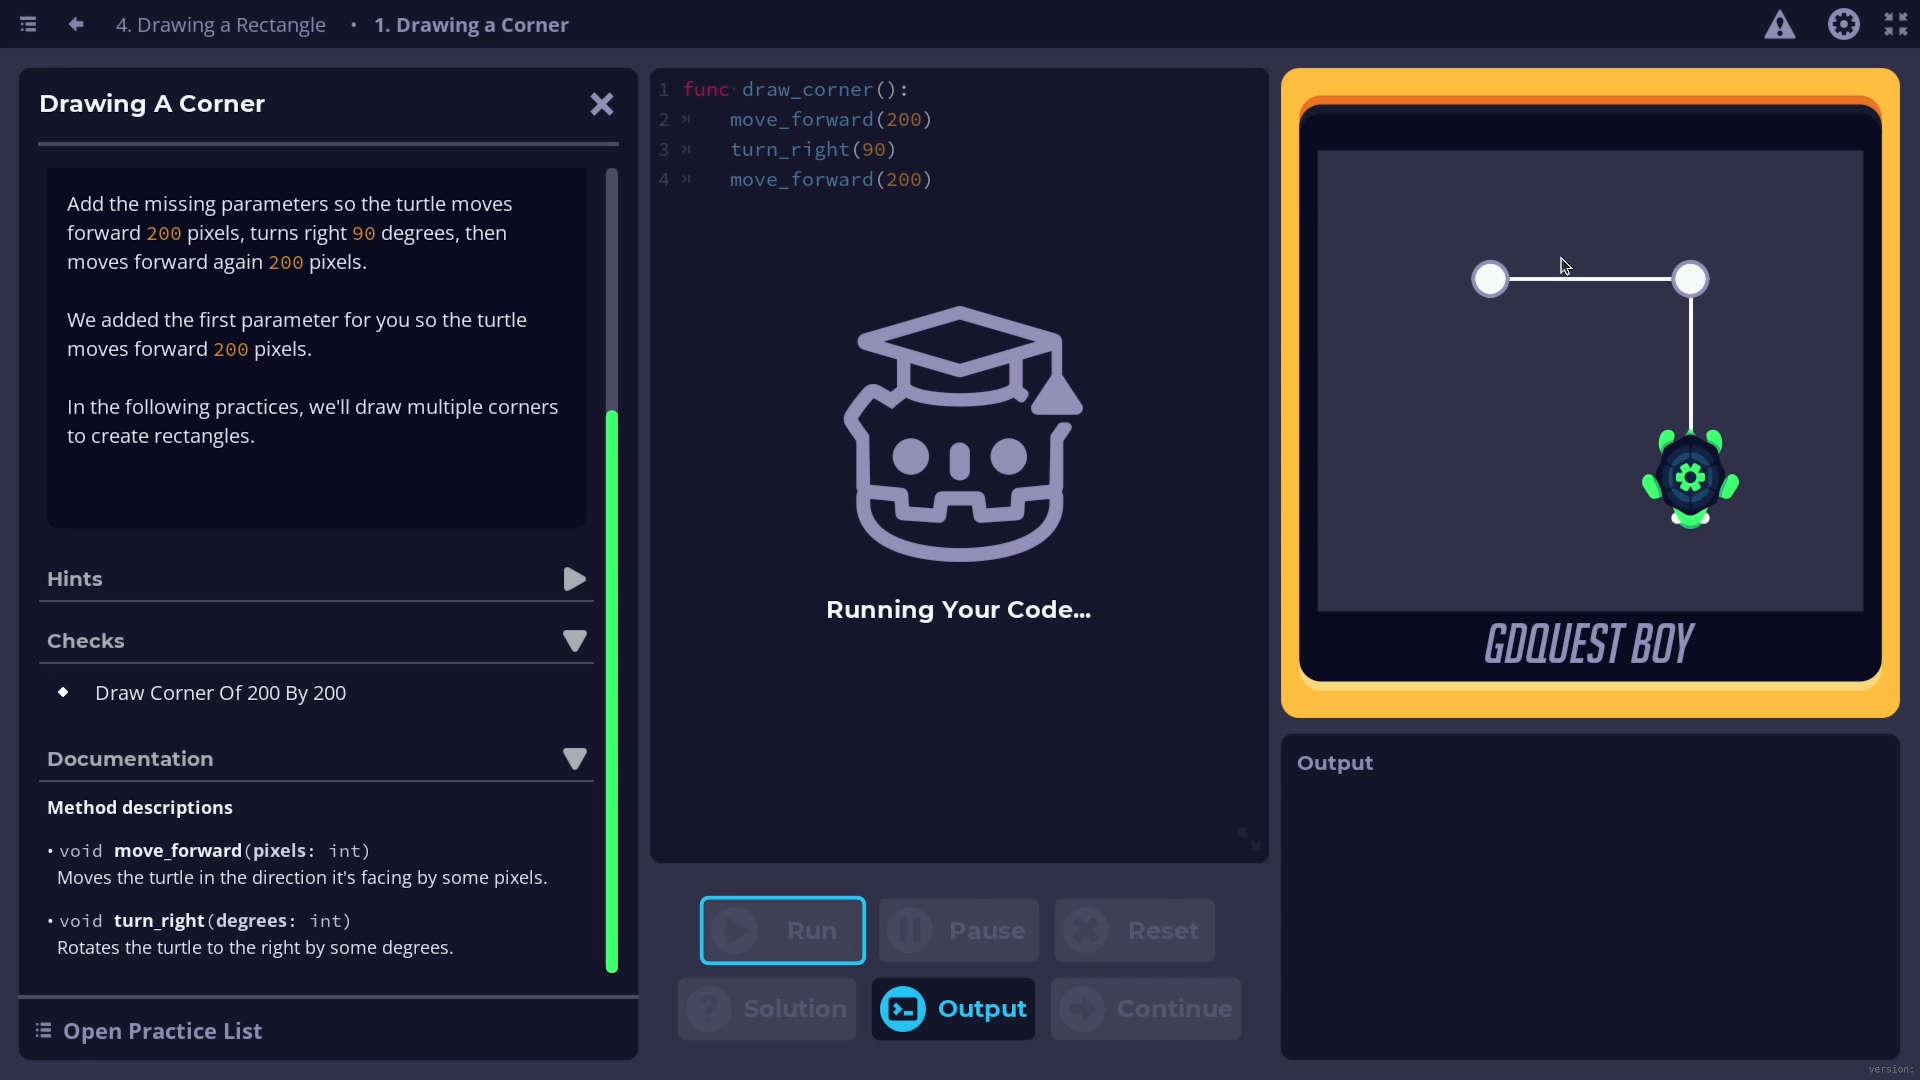 4. Drawing a Rectangle • 1. Drawing a Corner
Drawing A Corner
Add the missing parameters so the turtle moves
forward 200 pixels, turns right 90 degrees, then
moves forward again 200 pixels.
We added the first parameter for you so the turtle
moves forward 200 pixels.
In the following practices, we'll draw multiple corners
to create rectangles.
Hints
Checks
Draw Corner Of 200 By 200
Documentation
Method descriptions
• void move_forward(pixels: int)
Moves the turtle in the direction it's facing by some pixels.
• void turn_right(degrees: int)
Rotates the turtle to the right by some degrees.
Open Practice List
1 func draw_corner():
2 move_forward(200)
3 turn_right(90)
4 move_forward(200)
Running Your Code...
Run
Pause
Reset
Solution
Output
Continue
GDQUEST BOY
Output
version: